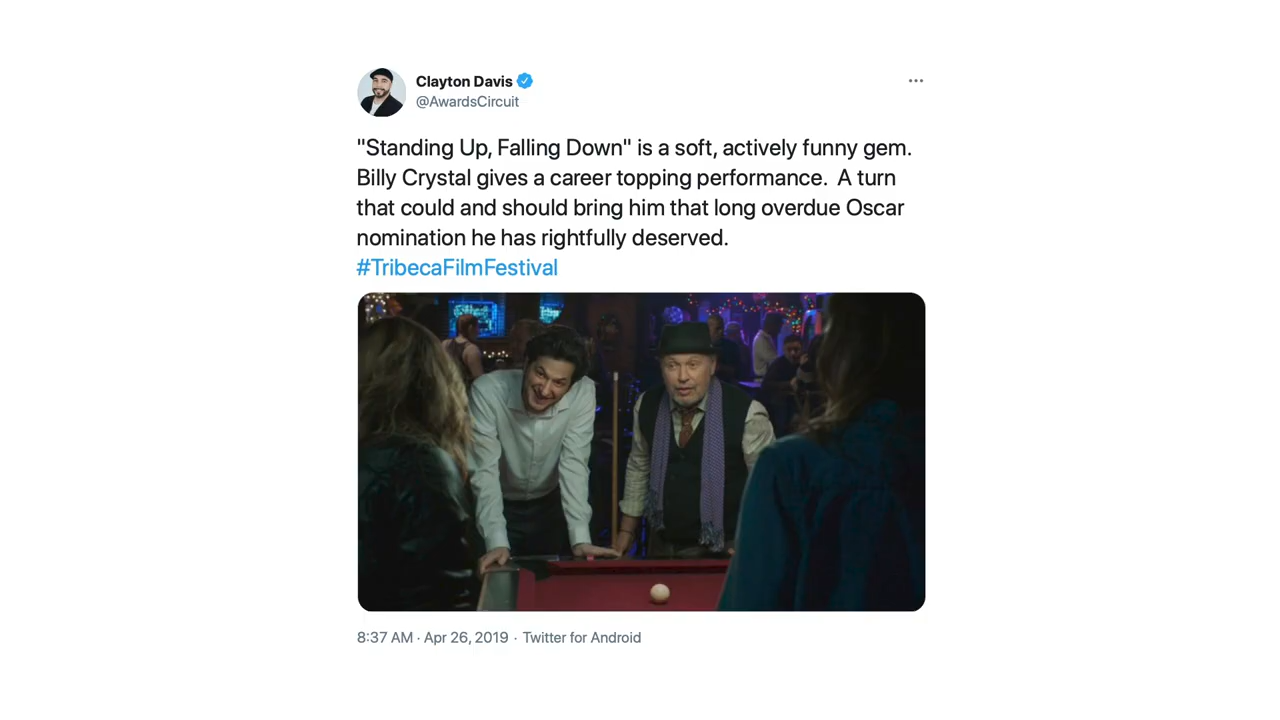 Clayton Davis
@AwardsCircuit
"Standing Up, Falling Down" is a soft, actively funny gem.
Billy Crystal gives a career topping performance.  A turn
that could and should bring him that long overdue Oscar
nomination he has rightfully deserved.
#TribecaFilmFestival
8:37 AM · Apr 26, 2019 · Twitter for Android